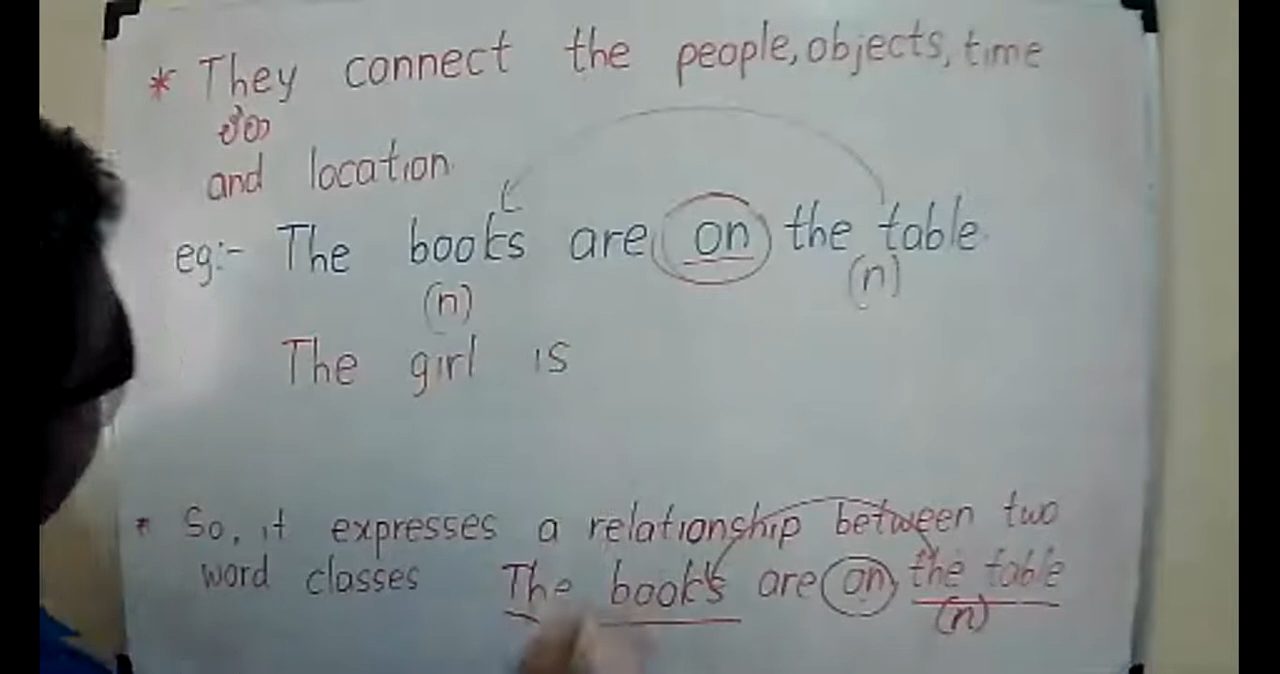 * They connect the people, objects, time
and location
eg:- The books are on the table.
(n) (n)
The girl is
* So, it expresses a relationship between two
word classes The books are on the table
(n)